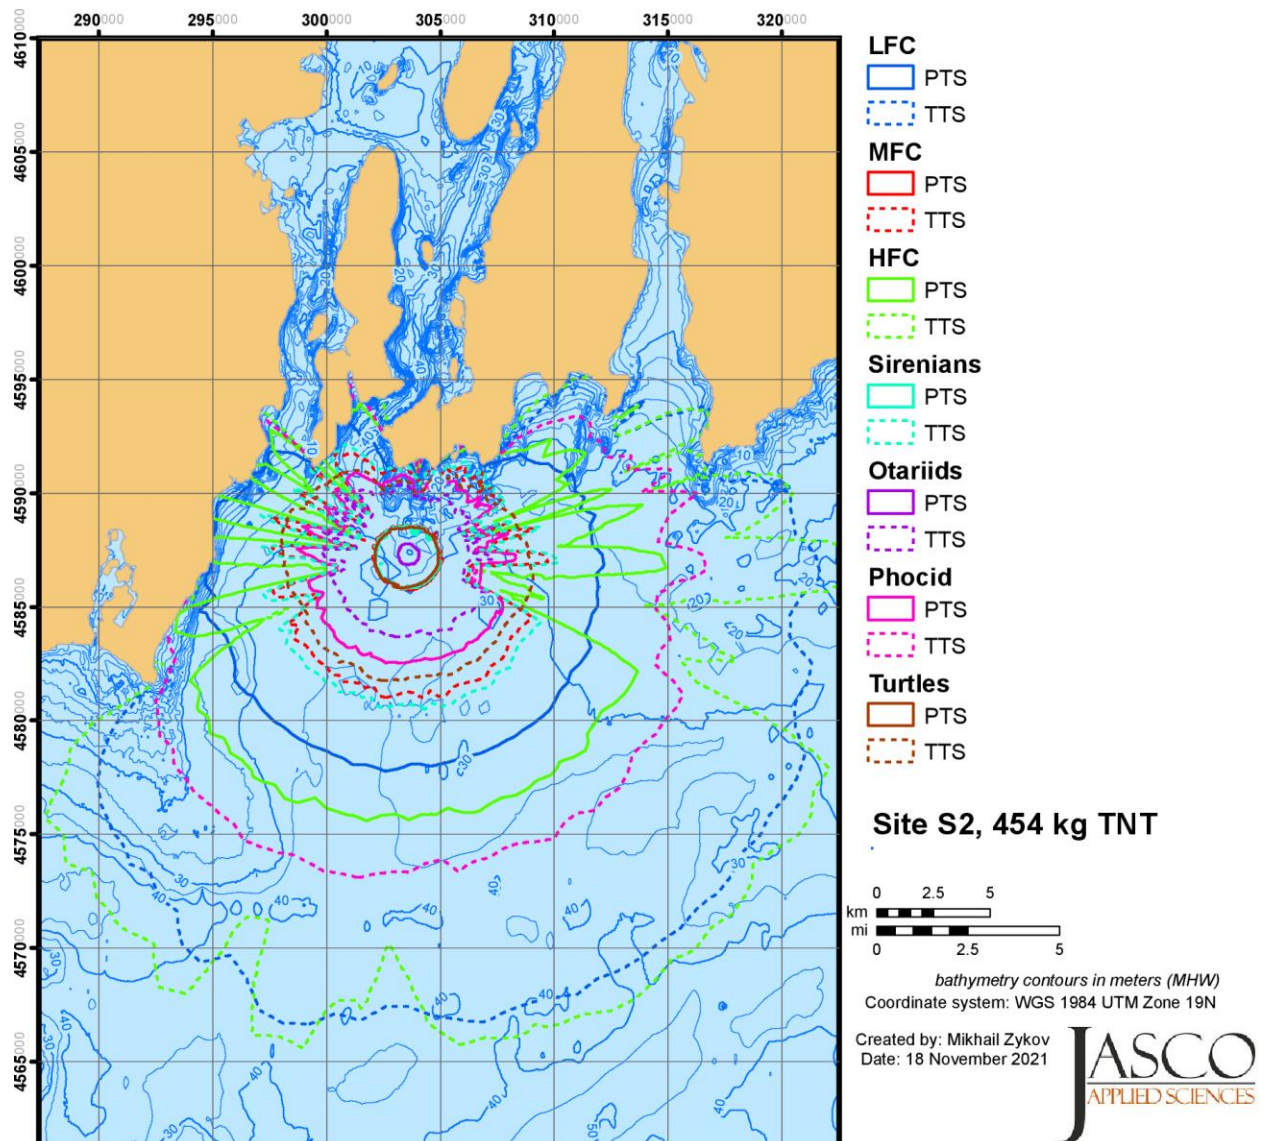 290000 295000 300000 305000 310000 315000 320000
4610000
4605000
4600000
4595000
4590000
4585000
4580000
4575000
4570000
4565000
LFC
PTS
TTS
MFC
PTS
TTS
HFC
PTS
TTS
Sirenians
PTS
TTS
Otariids
PTS
TTS
Phocid
PTS
TTS
Turtles
PTS
TTS
Site S2, 454 kg TNT
0 2.5 5
km
mi
0 2.5 5
bathymetry contours in meters (MHW)
Coordinate system: WGS 1984 UTM Zone 19N
Created by: Mikhail Zykov
Date: 18 November 2021
JASCO
APPLIED SCIENCES